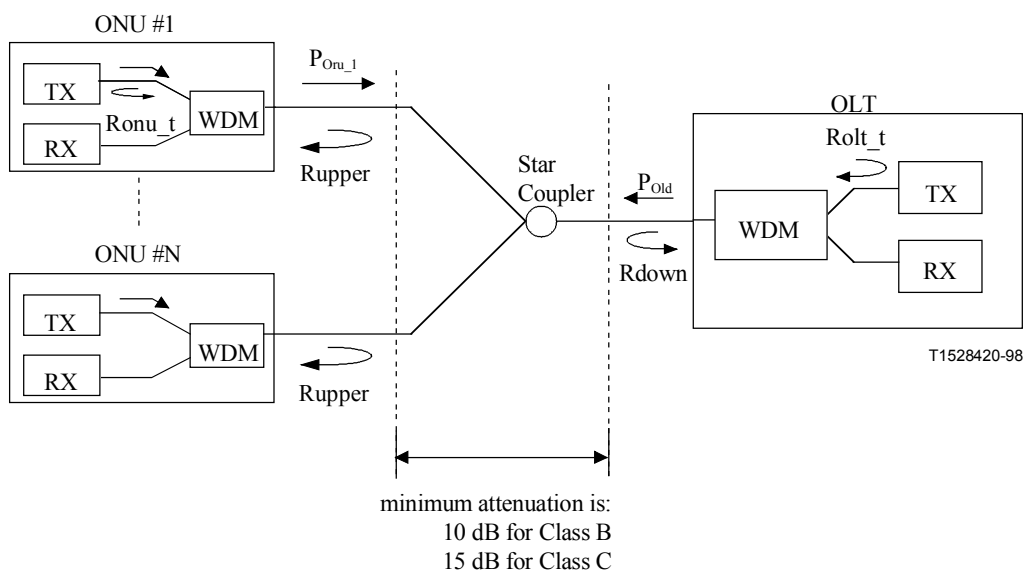 ONU #1
TX
RX
Ronu_t
WDM
P_Oru_1
Rupper
Star
Coupler
OLT
Rolt_t
P_Old
WDM
TX
RX
Rdown
ONU #N
TX
RX
WDM
Rupper
T1528420-98
minimum attenuation is:
10 dB for Class B
15 dB for Class C